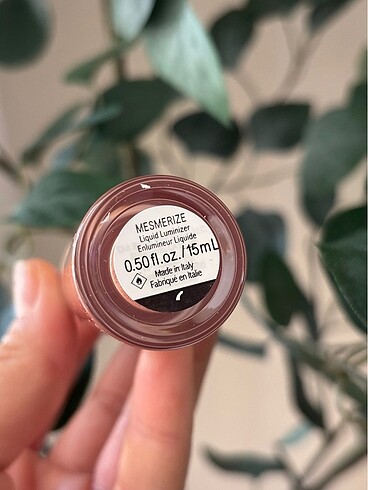 MESMERIZE
Liquid Luminizer
Enlumineur Liquide
0.50 fl. oz./15mL
Made in Italy
Fabriqué en Italie